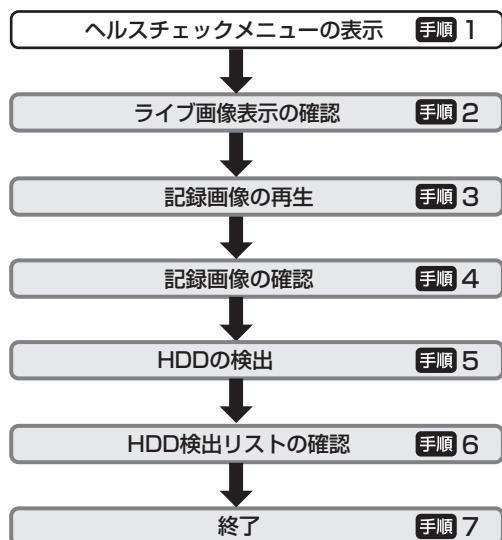 ヘルスチェックメニューの表示 手順 1
ライブ画像表示の確認 手順 2
記録画像の再生 手順 3
記録画像の確認 手順 4
HDDの検出 手順 5
HDD検出リストの確認 手順 6
終了 手順 7